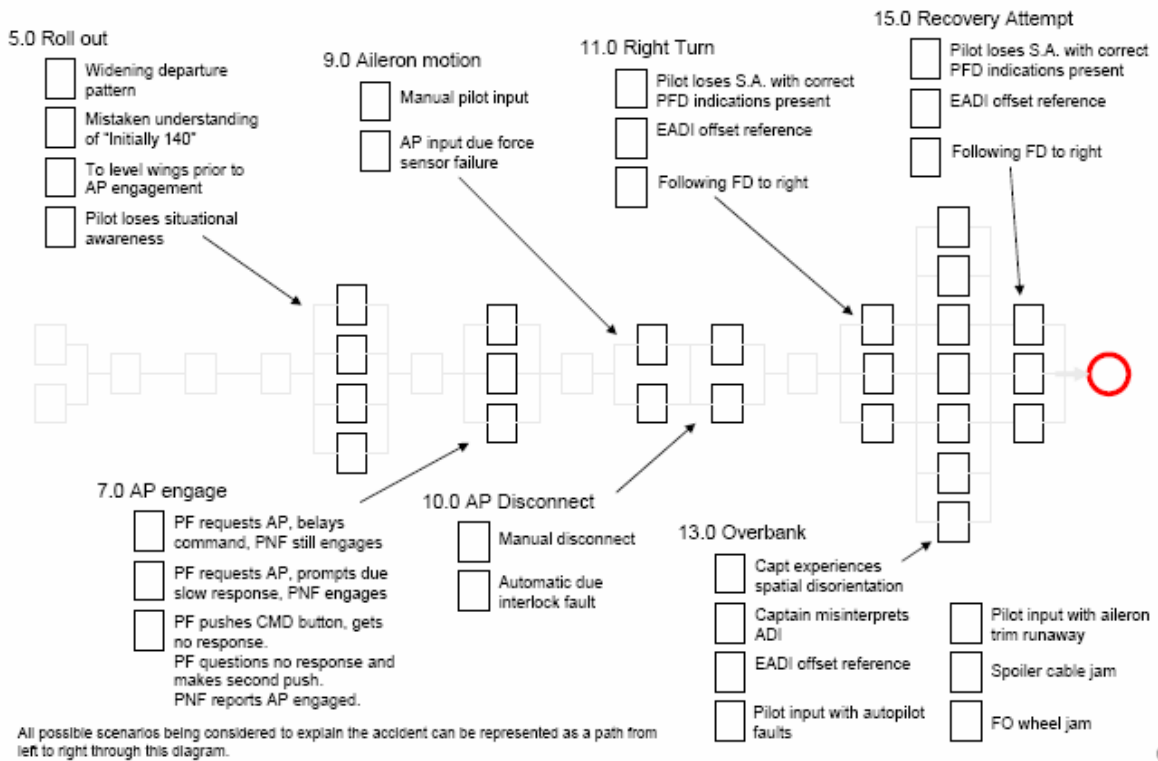 5.0 Roll out
Widening departure
pattern
Mistaken understanding
of "Initially 140"
To level wings prior to
AP engagement
Pilot loses situational
awareness
9.0 Aileron motion
Manual pilot input
AP input due force
sensor failure
11.0 Right Turn
Pilot loses S.A. with correct
PFD indications present
EADI offset reference
Following FD to right
15.0 Recovery Attempt
Pilot loses S.A. with correct
PFD indications present
EADI offset reference
Following FD to right
7.0 AP engage
PF requests AP, belays
command, PNF still engages
PF requests AP, prompts due
slow response, PNF engages
PF pushes CMD button, gets
no response.
PF questions no response and
makes second push.
PNF reports AP engaged.
10.0 AP Disconnect
Manual disconnect
Automatic due
interlock fault
13.0 Overbank
Capt experiences
spatial disorientation
Captain misinterprets
ADI
EADI offset reference
Pilot input with autopilot
faults
Pilot input with aileron
trim runaway
Spoiler cable jam
FO wheel jam
All possible scenarios being considered to explain the accident can be represented as a path from
left to right through this diagram.